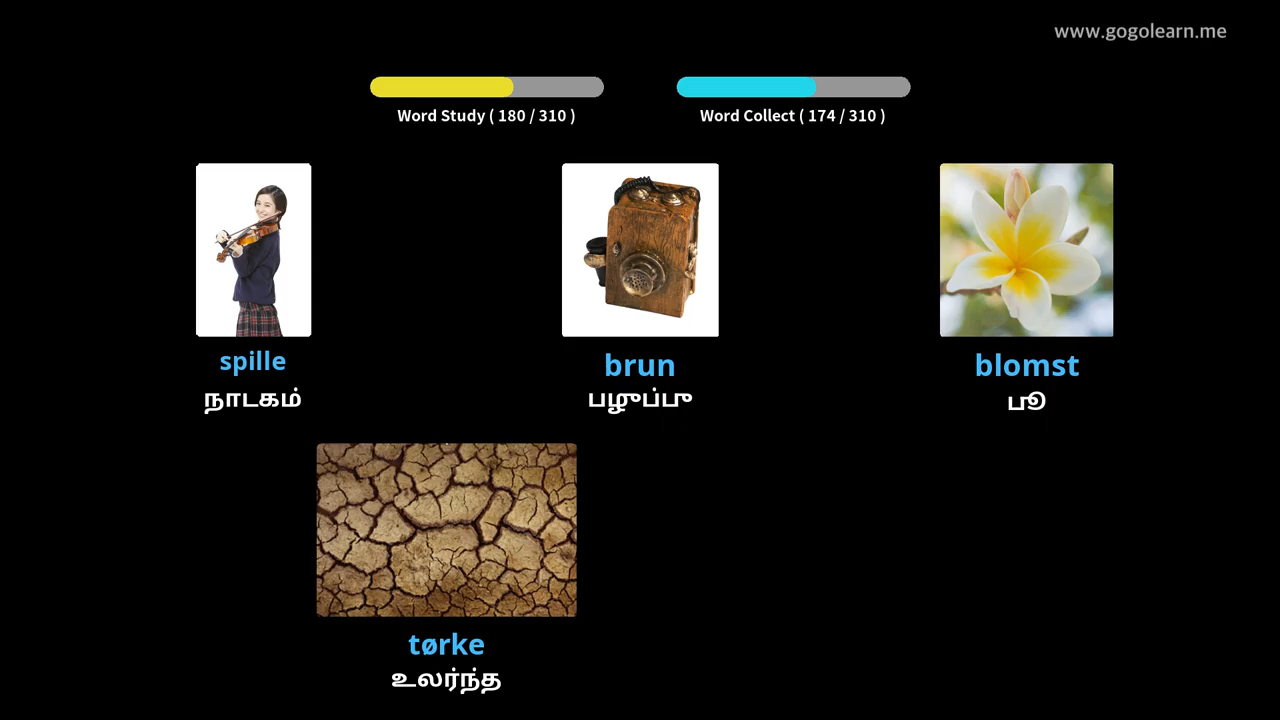 www.gogolearn.me
Word Study ( 180 / 310 )
Word Collect ( 174 / 310 )
spille
நாடகம்
brun
பழுப்பு
blomst
பூ
tørke
உலர்ந்த